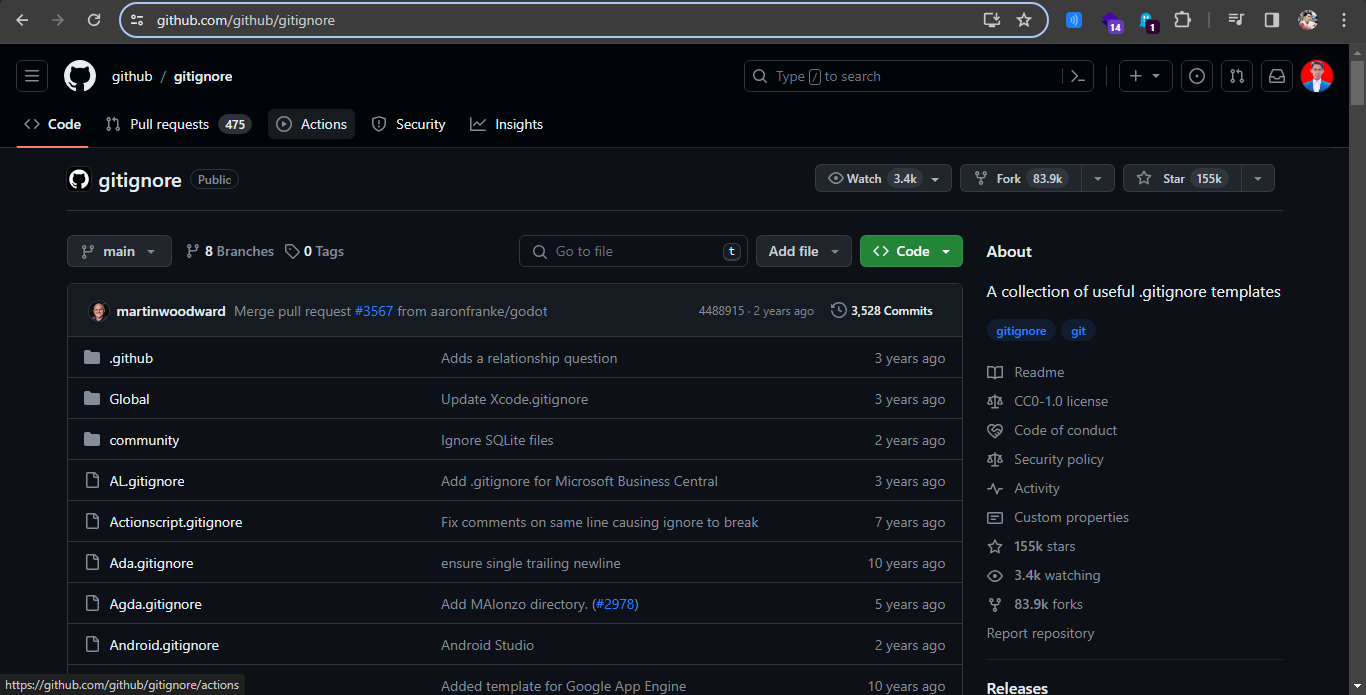 github.com/github/gitignore
14
1
github / gitignore
Type / to search
Code
Pull requests 475
Actions
Security
Insights
gitignore Public
Watch 3.4k
Fork 83.9k
Star 155k
main
8 Branches
0 Tags
Go to file t
Add file
Code
martinwoodward Merge pull request #3567 from aaronfranke/godot 4488915 · 2 years ago 3,528 Commits
.github Adds a relationship question 3 years ago
Global Update Xcode.gitignore 3 years ago
community Ignore SQLite files 2 years ago
AL.gitignore Add .gitignore for Microsoft Business Central 3 years ago
Actionscript.gitignore Fix comments on same line causing ignore to break 7 years ago
Ada.gitignore ensure single trailing newline 10 years ago
Agda.gitignore Add MAlonzo directory. (#2978) 5 years ago
Android.gitignore Android Studio 2 years ago
Added template for Google App Engine 10 years ago
About
A collection of useful .gitignore templates
gitignore git
Readme
CC0-1.0 license
Code of conduct
Security policy
Activity
Custom properties
155k stars
3.4k watching
83.9k forks
Report repository
Releases
https://github.com/github/gitignore/actions